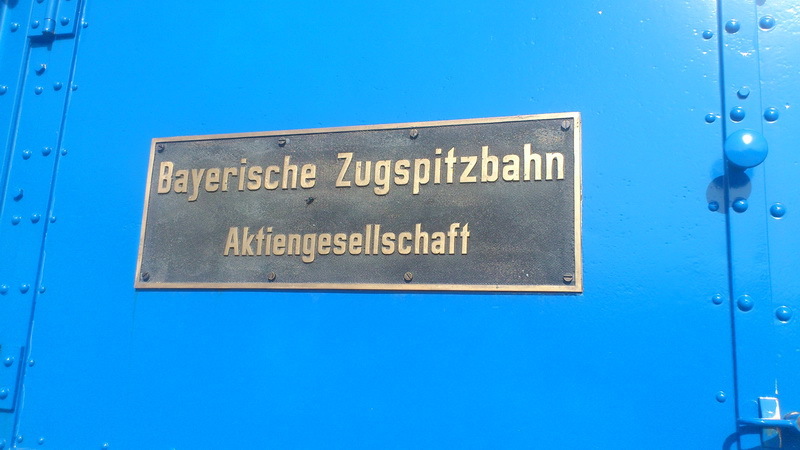 Bayerische Zugspitzbahn
Aktiengesellschaft